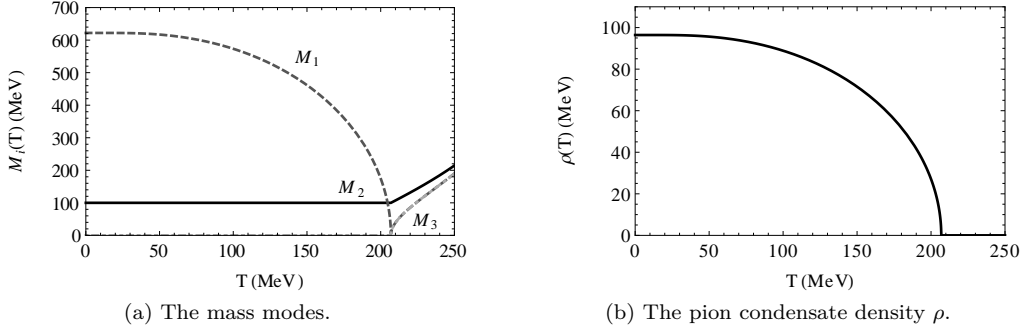 700
600
500
400
300
200
100
0
M_i(T) (MeV)
M_1
M_2
M_3
0 50 100 150 200 250
T (MeV)
(a) The mass modes.
100
80
60
40
20
0
ρ(T) (MeV)
0 50 100 150 200 250
T (MeV)
(b) The pion condensate density ρ.